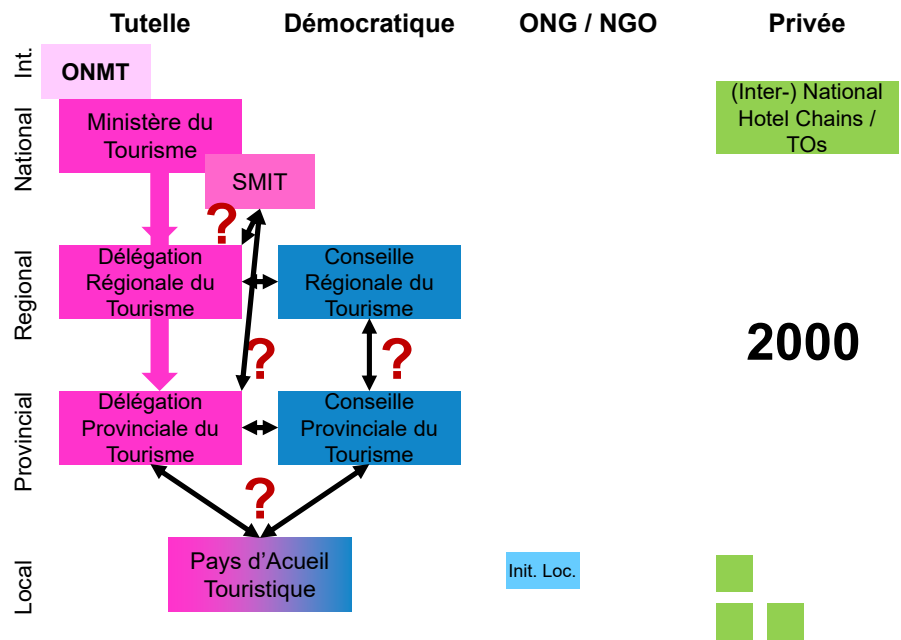 Tutelle
Démocratique
ONG / NGO
Privée
Int.
ONMT
National
Ministère du
Tourisme
(Inter-) National
Hotel Chains /
TOs
SMIT
?
Regional
Délégation
Régionale du
Tourisme
Conseille
Régionale du
Tourisme
?
?
2000
Provincial
Délégation
Provinciale du
Tourisme
Conseille
Provinciale du
Tourisme
?
Local
Pays d’Acueil
Touristique
Init. Loc.